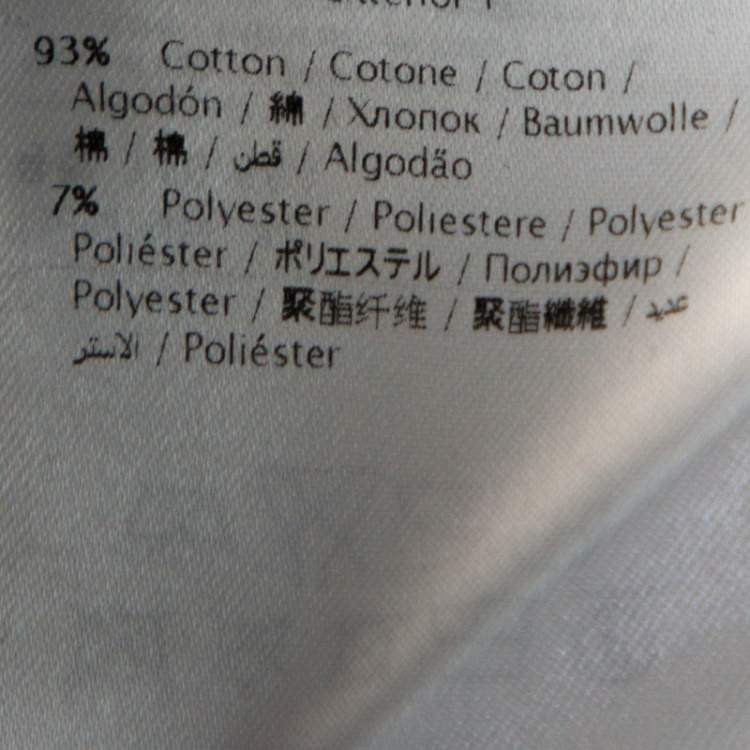 93% Cotton / Cotone / Coton /
Algodón / 綿 / Хлопок / Baumwolle /
棉 / 棉 / قطن / Algodão
7% Polyester / Poliestere / Polyester
Poliéster / ポリエステル / Полиэфир /
Polyester / 聚酯纤维 / 聚酯纖維 / عديد
الاستر / Poliéster